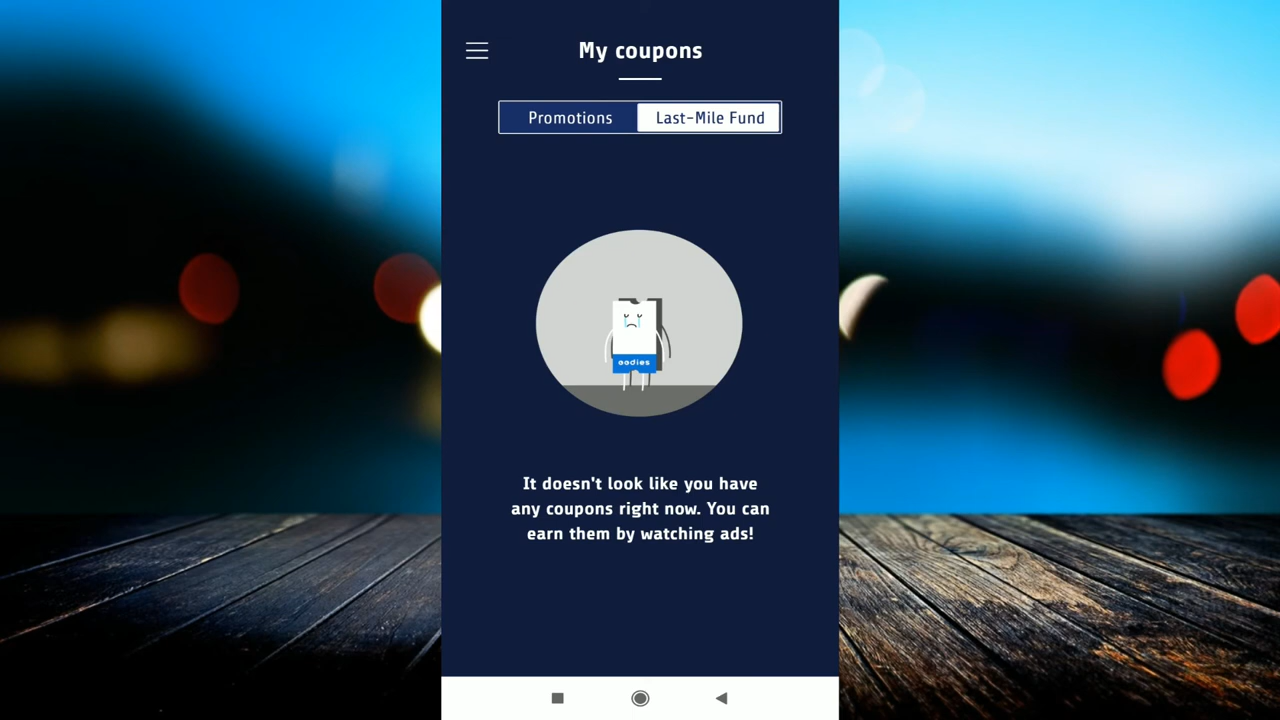 My coupons
Promotions
Last-Mile Fund
oodies
It doesn't look like you have
any coupons right now. You can
earn them by watching ads!